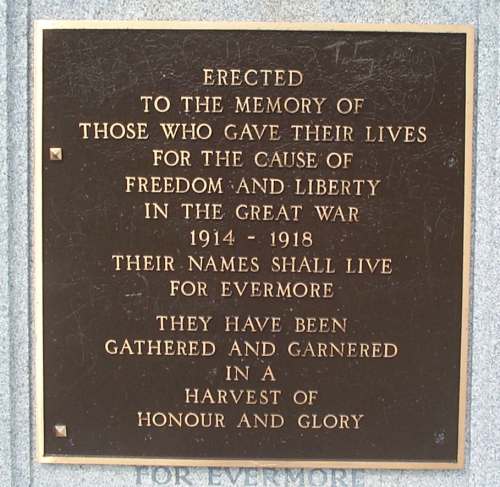 ERECTED
TO THE MEMORY OF
THOSE WHO GAVE THEIR LIVES
FOR THE CAUSE OF
FREEDOM AND LIBERTY
IN THE GREAT WAR
1914 - 1918
THEIR NAMES SHALL LIVE
FOR EVERMORE
THEY HAVE BEEN
GATHERED AND GARNERED
IN A
HARVEST OF
HONOUR AND GLORY
FOR EVERMORE